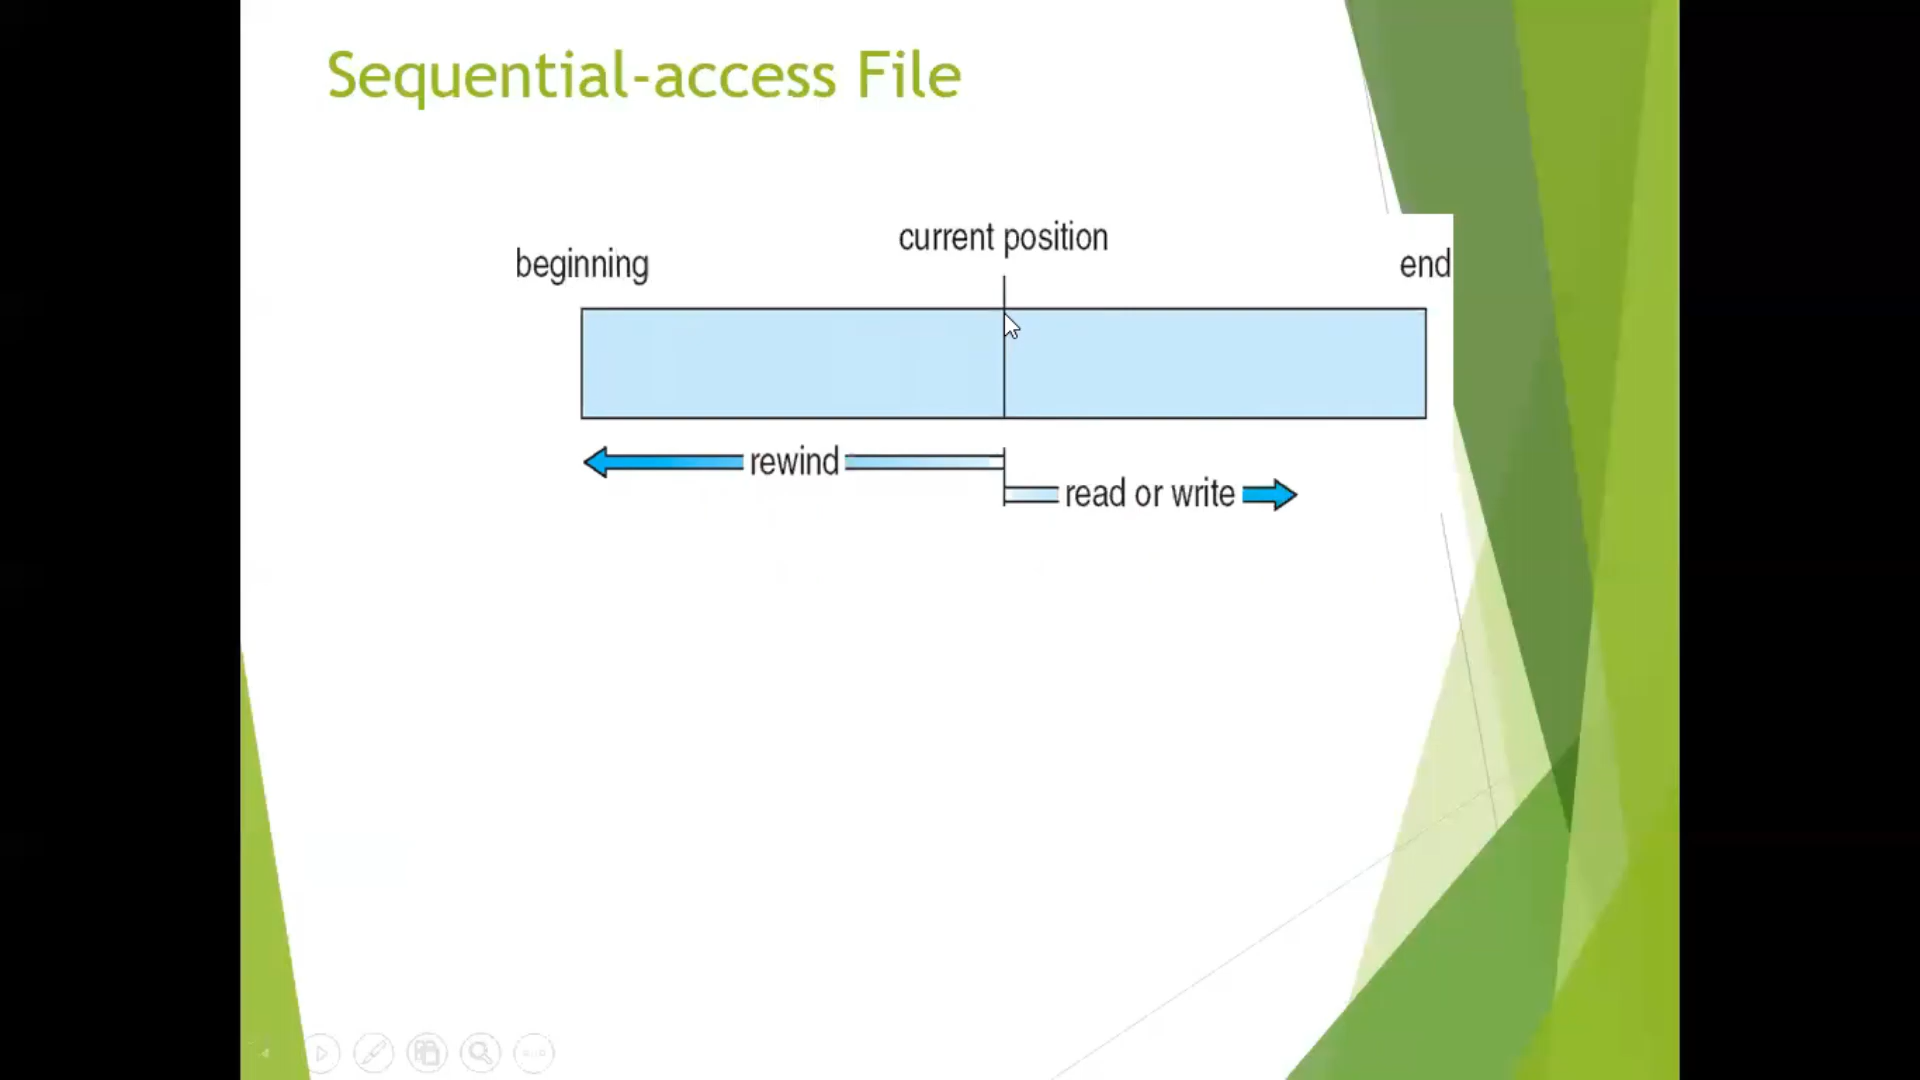 Sequential-access File
current position
beginning
end
rewind
read or write